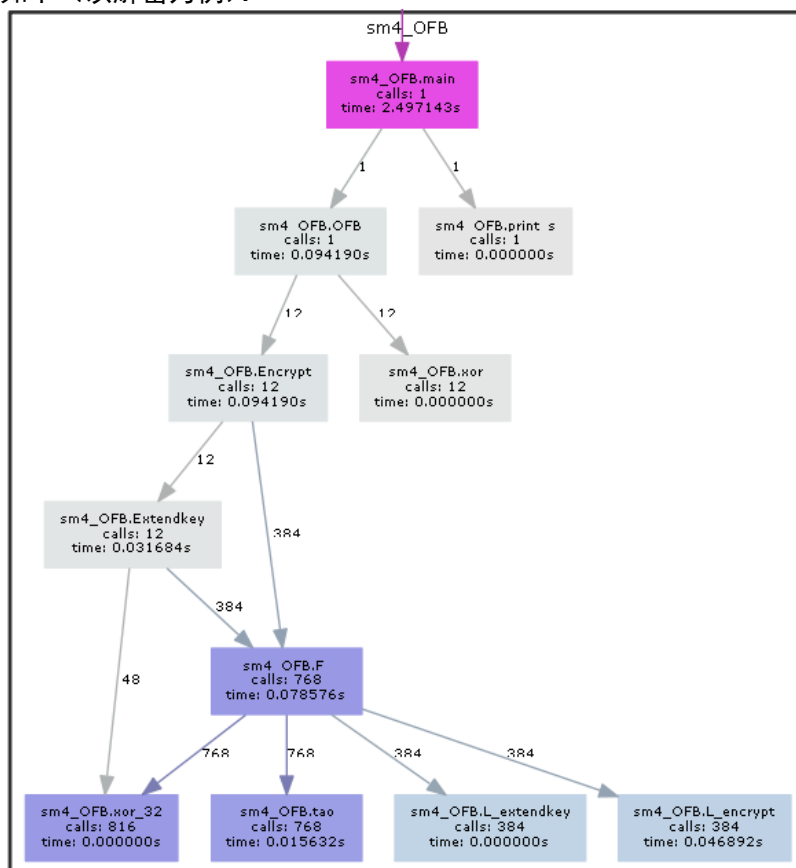 sm4_OFB
sm4_OFB.main
calls: 1
time: 2.497143s
1
1
sm4_OFB.OFB
calls: 1
time: 0.094190s
sm4_OFB.print_s
calls: 1
time: 0.000000s
12
12
sm4_OFB.Encrypt
calls: 12
time: 0.094190s
sm4_OFB.xor
calls: 12
time: 0.000000s
12
384
sm4_OFB.Extendkey
calls: 12
time: 0.031684s
384
48
sm4_OFB.F
calls: 768
time: 0.078576s
768
768
384
384
sm4_OFB.xor_32
calls: 816
time: 0.000000s
sm4_OFB.tao
calls: 768
time: 0.015632s
sm4_OFB.L_extendkey
calls: 384
time: 0.000000s
sm4_OFB.L_encrypt
calls: 384
time: 0.046892s